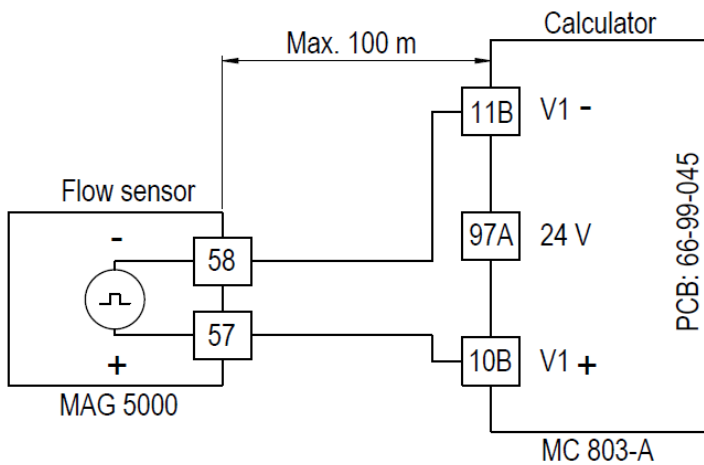 Calculator
Max. 100 m
11B V1 -
Flow sensor
-
58
97A 24 V
PCB: 66-99-045
57
+
10B V1 +
MAG 5000
MC 803-A